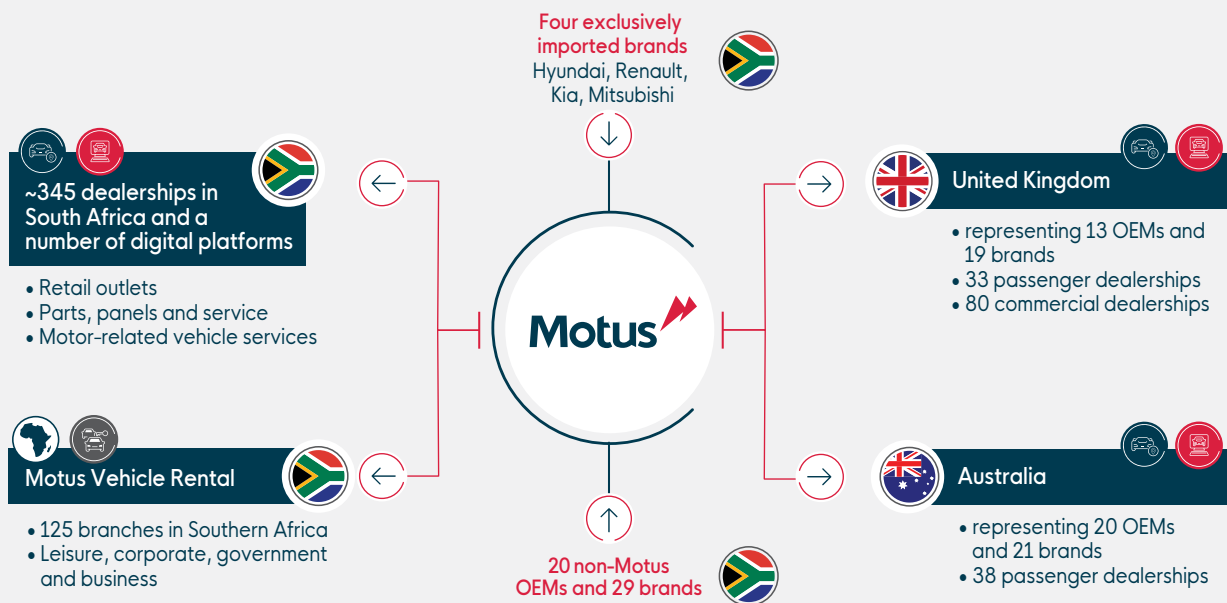 Four exclusively
imported brands
Hyundai, Renault,
Kia, Mitsubishi
~345 dealerships in
South Africa and a
number of digital platforms
• Retail outlets
• Parts, panels and service
• Motor-related vehicle services
United Kingdom
• representing 13 OEMs and
19 brands
• 33 passenger dealerships
• 80 commercial dealerships
Motus
Motus Vehicle Rental
• 125 branches in Southern Africa
• Leisure, corporate, government
and business
Australia
• representing 20 OEMs
and 21 brands
• 38 passenger dealerships
20 non-Motus
OEMs and 29 brands